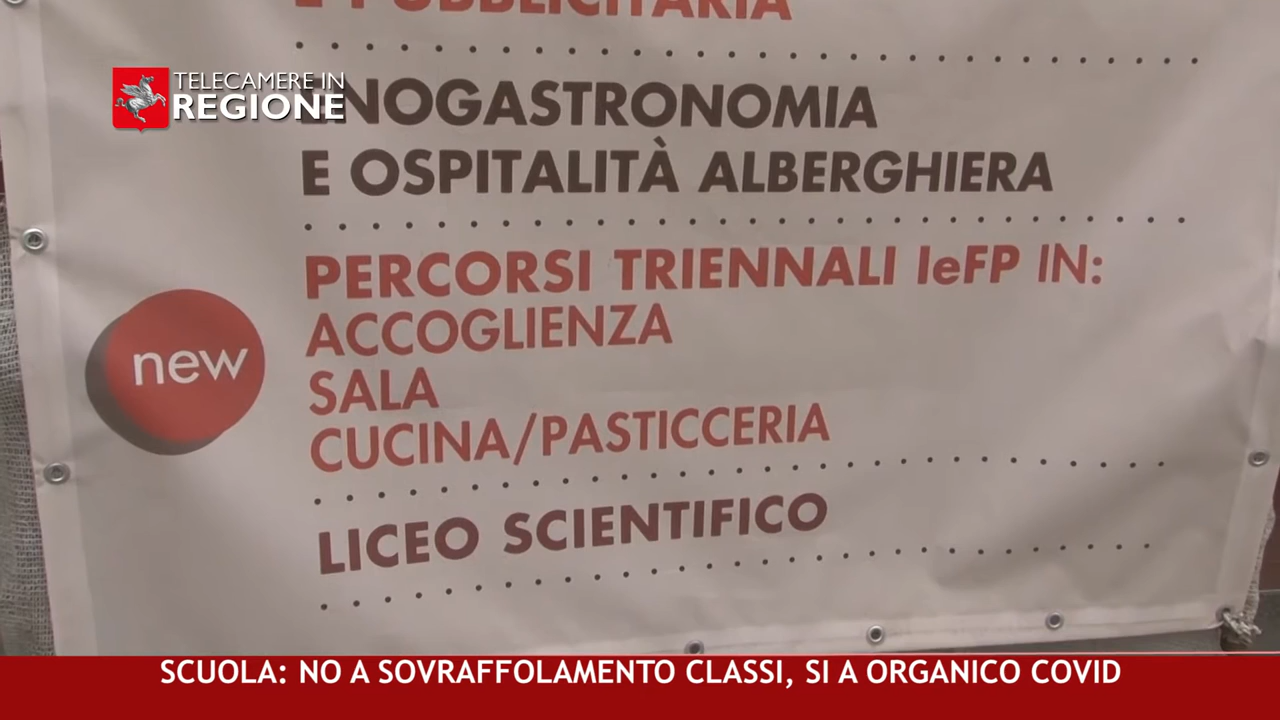 E PUBBLICITARIA
TELECAMERE IN
REGIONE
ENOGASTRONOMIA
E OSPITALITÀ ALBERGHIERA
PERCORSI TRIENNALI IeFP IN:
ACCOGLIENZA
SALA
CUCINA/PASTICCERIA
new
LICEO SCIENTIFICO
SCUOLA: NO A SOVRAFFOLAMENTO CLASSI, SI A ORGANICO COVID